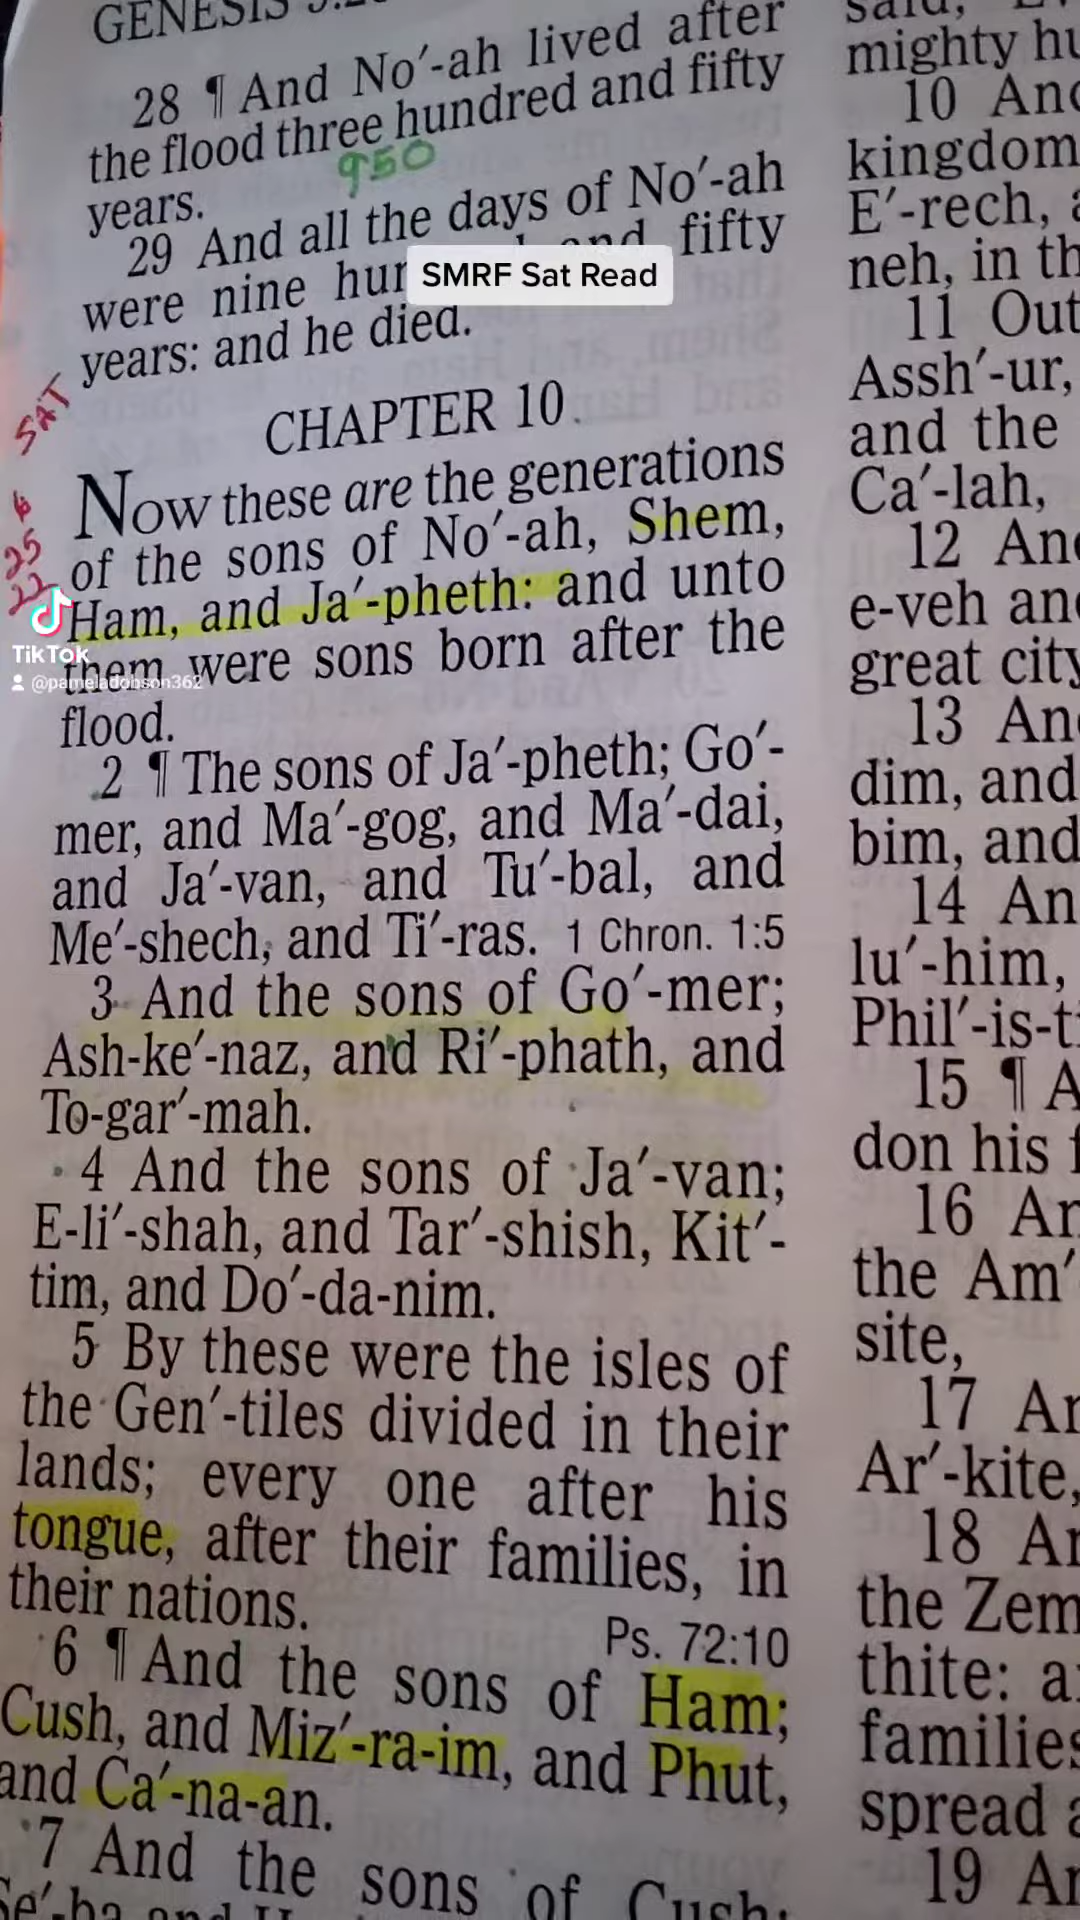 GENESIS
28 ¶ And No′-ah lived after
the flood three hundred and fifty
950
years.
29 And all the days of No′-ah
were nine hun and fifty
SMRF Sat Read
years: and he died.
SAT
CHAPTER 10
Now these are the generations
of the sons of No′-ah, Shem,
25
22
Ham, and Ja′-pheth: and unto
TikTok
them were sons born after the
@pameladobson362
flood.
2 ¶ The sons of Ja′-pheth; Go′-
mer, and Ma′-gog, and Ma′-dai,
and Ja′-van, and Tu′-bal, and
Me′-shech, and Ti′-ras. 1 Chron. 1:5
3 And the sons of Go′-mer;
Ash-ke′-naz, and Ri′-phath, and
To-gar′-mah.
4 And the sons of Ja′-van;
E-li′-shah, and Tar′-shish, Kit′-
tim, and Do′-da-nim.
5 By these were the isles of
the Gen′-tiles divided in their
lands; every one after his
tongue, after their families, in
their nations.
Ps. 72:10
6 ¶ And the sons of Ham;
Cush, and Miz′-ra-im, and Phut,
and Ca′-na-an.
7 And the sons of Cush;
Se′-ba and H
said,
mighty hu
10 And
kingdom
E′-rech, a
neh, in th
11 Out
Assh′-ur,
and the
Ca′-lah,
12 And
e-veh and
great city
13 And
dim, and
bim, and
14 An
lu′-him,
Phil′-is-t
15 ¶ A
don his f
16 An
the Am′
site,
17 An
Ar′-kite,
18 An
the Zem
thite: a
families
spread a
19 An